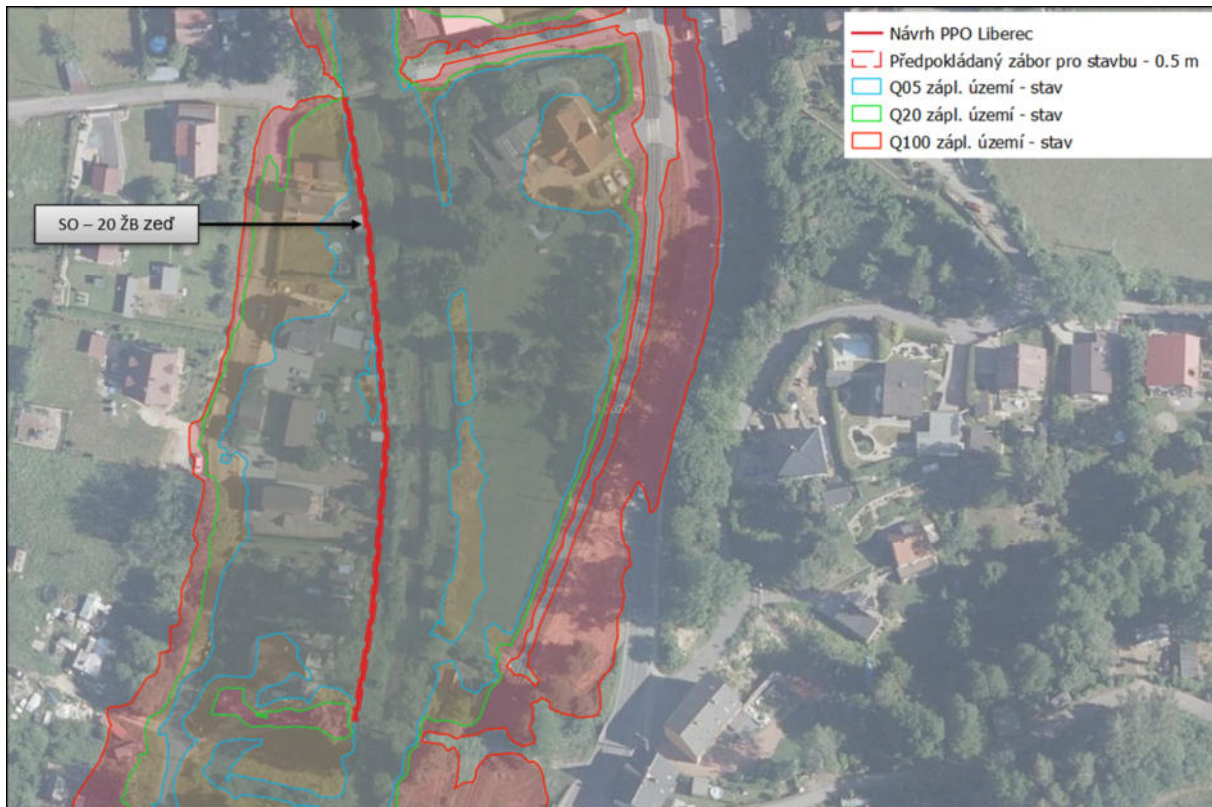 Návrh PPO Liberec
Předpokládaný zábor pro stavbu - 0.5 m
Q05 zápl. území - stav
Q20 zápl. území - stav
Q100 zápl. území - stav
SO – 20 ŽB zeď